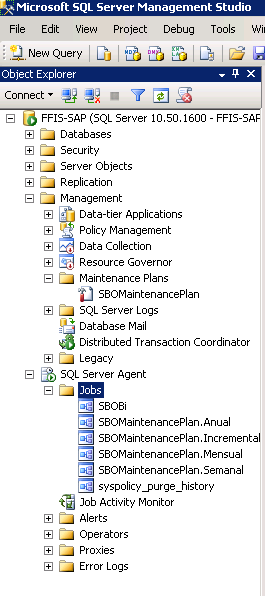 Microsoft SQL Server Management Studio
File Edit View Project Debug Tools
New Query
Object Explorer
Connect
FFIS-SAP (SQL Server 10.50.1600 - FFIS-SAP
Databases
Security
Server Objects
Replication
Management
Data-tier Applications
Policy Management
Data Collection
Resource Governor
Maintenance Plans
SBOMaintenancePlan
SQL Server Logs
Database Mail
Distributed Transaction Coordinator
Legacy
SQL Server Agent
Jobs
SBOBi
SBOMaintenancePlan.Anual
SBOMaintenancePlan.Incremental
SBOMaintenancePlan.Mensual
SBOMaintenancePlan.Semanal
syspolicy_purge_history
Job Activity Monitor
Alerts
Operators
Proxies
Error Logs